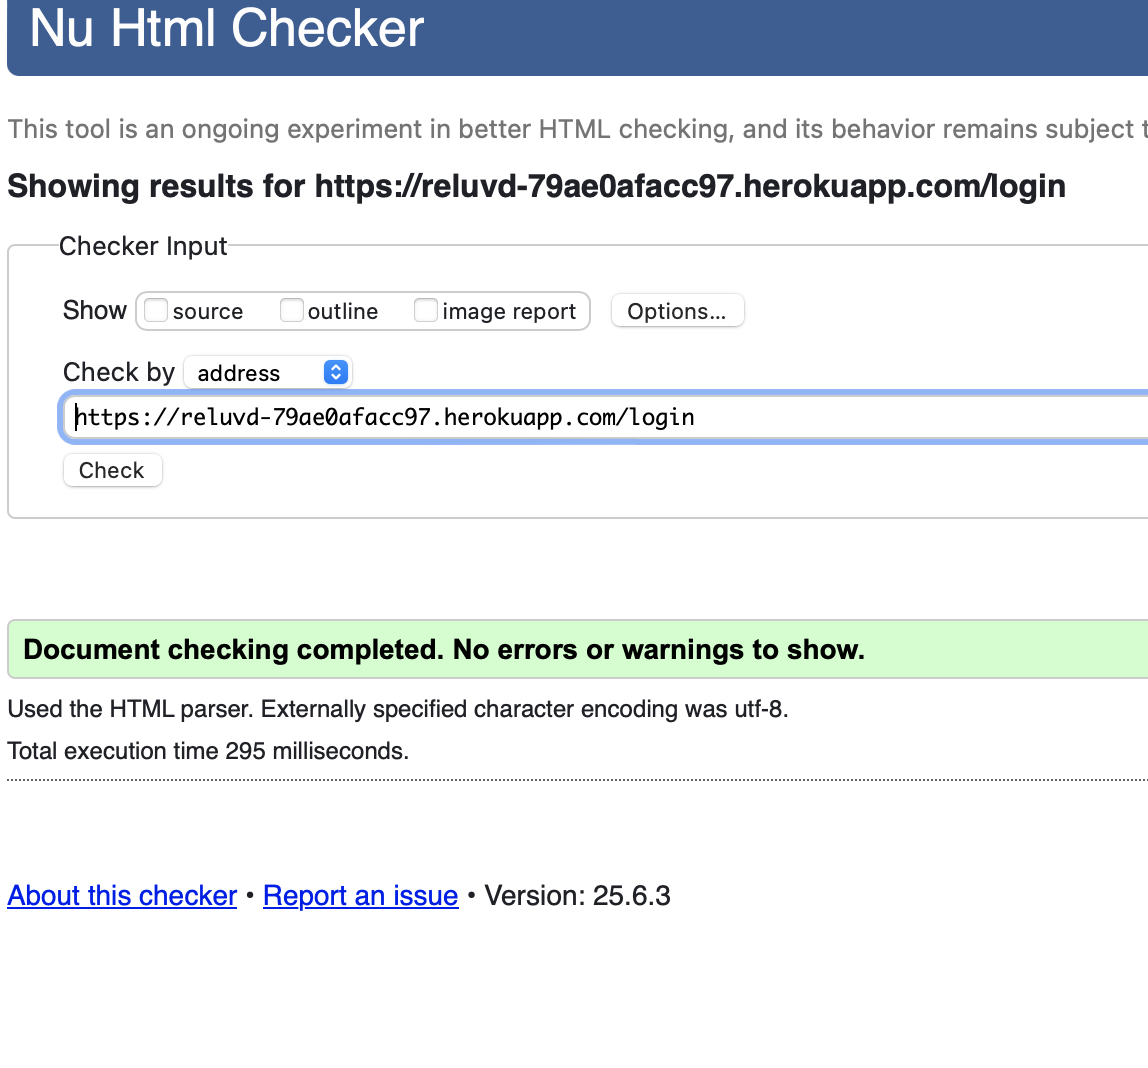 Nu Html Checker
This tool is an ongoing experiment in better HTML checking, and its behavior remains subject
Showing results for https://reluvd-79ae0afacc97.herokuapp.com/login
Checker Input
Show source outline image report Options...
Check by address
https://reluvd-79ae0afacc97.herokuapp.com/login
Check
Document checking completed. No errors or warnings to show.
Used the HTML parser. Externally specified character encoding was utf-8.
Total execution time 295 milliseconds.
About this checker • Report an issue • Version: 25.6.3